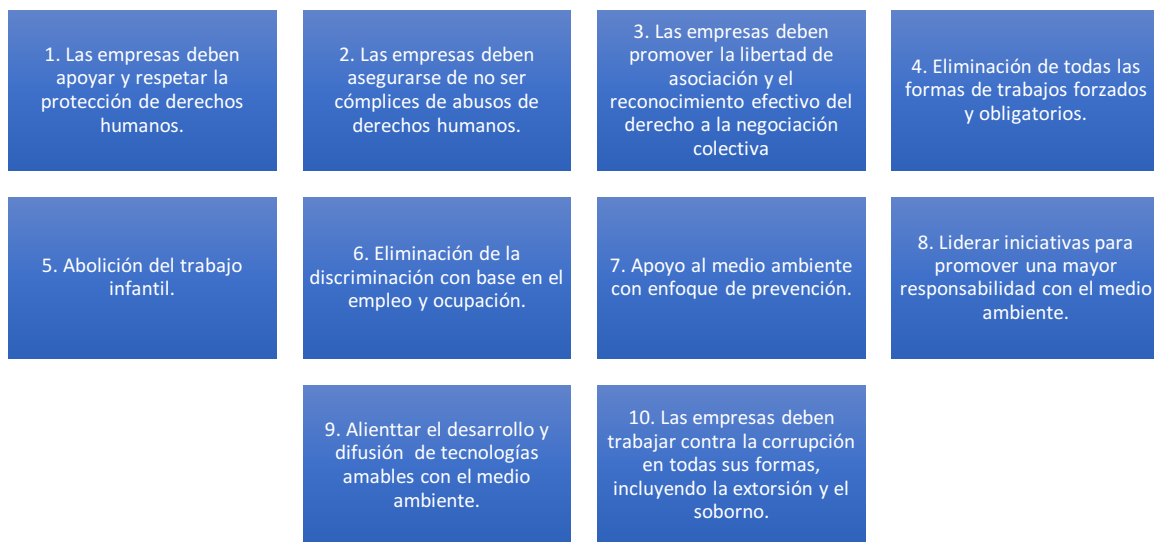 1. Las empresas deben
apoyar y respetar la
protección de derechos
humanos.
2. Las empresas deben
asegurarse de no ser
cómplices de abusos de
derechos humanos.
3. Las empresas deben
promover la libertad de
asociación y el
reconocimiento efectivo del
derecho a la negociación
colectiva
4. Eliminación de todas las
formas de trabajos forzados
y obligatorios.
5. Abolición del trabajo
infantil.
6. Eliminación de la
discriminación con base en el
empleo y ocupación.
7. Apoyo al medio ambiente
con enfoque de prevención.
8. Liderar iniciativas para
promover una mayor
responsabilidad con el medio
ambiente.
9. Alienttar el desarrollo y
difusión de tecnologías
amables con el medio
ambiente.
10. Las empresas deben
trabajar contra la corrupción
en todas sus formas,
incluyendo la extorsión y el
soborno.